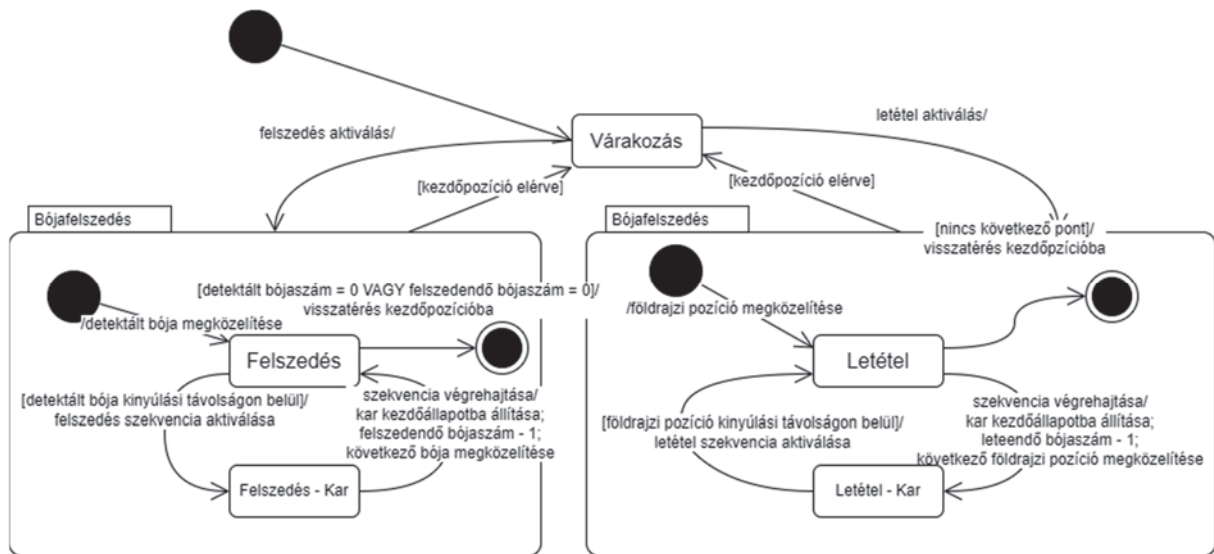 felszedés aktiválás/
Várakozás
letétel aktiválás/
[kezdőpozíció elérve]
[kezdőpozíció elérve]
Bójafelszedés
[detektált bójaszám = 0 VAGY felszedendő bójaszám = 0]/
visszatérés kezdőpozícióba
/detektált bója megközelítése
Felszedés
[detektált bója kinyúlási távolságon belül]/
felszedés szekvencia aktiválása
szekvencia végrehajtása/
kar kezdőállapotba állítása;
felszedendő bójaszám - 1;
következő bója megközelítése
Felszedés - Kar
Bójafelszedés
[nincs következő pont]/
visszatérés kezdőpzícióba
/földrajzi pozíció megközelítése
Letétel
[földrajzi pozíció kinyúlási távolságon belül]/
letétel szekvencia aktiválása
szekvencia végrehajtása/
kar kezdőállapotba állítása;
leteendő bójaszám - 1;
következő földrajzi pozíció megközelítése
Letétel - Kar